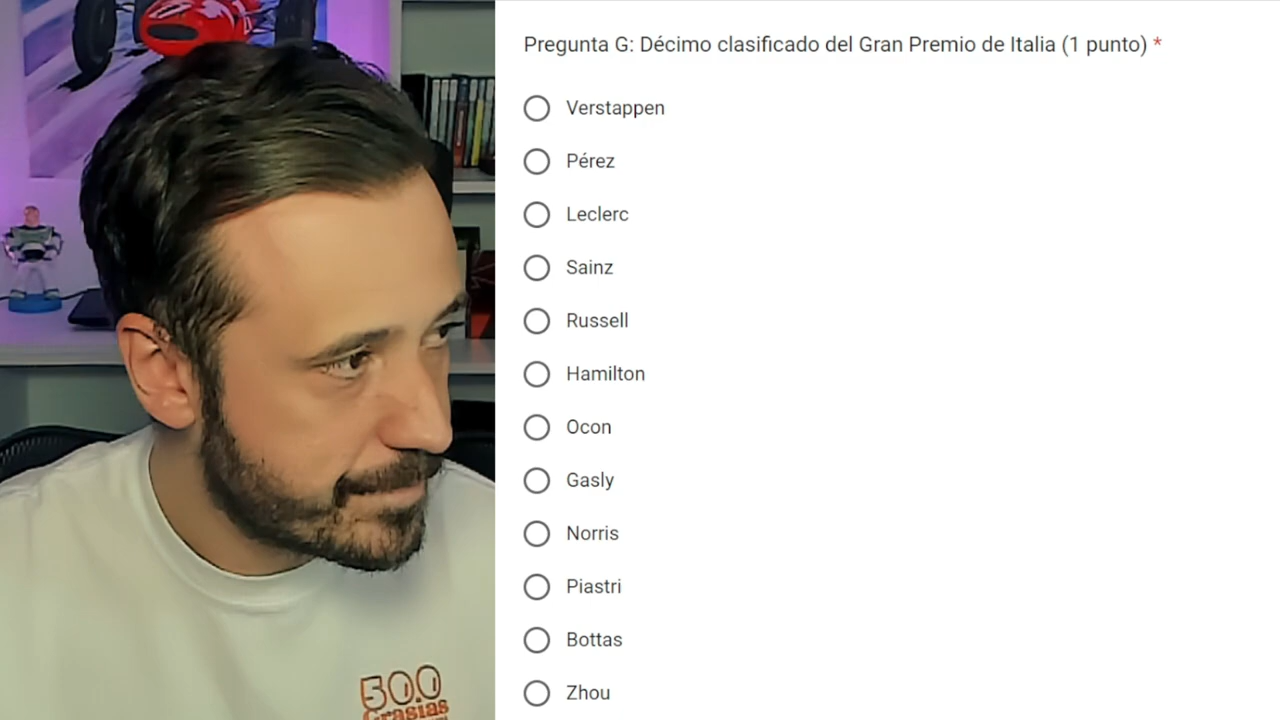 Pregunta G: Décimo clasificado del Gran Premio de Italia (1 punto) *
Verstappen
Pérez
Leclerc
Sainz
Russell
Hamilton
Ocon
Gasly
Norris
Piastri
Bottas
Zhou
500
Grasias